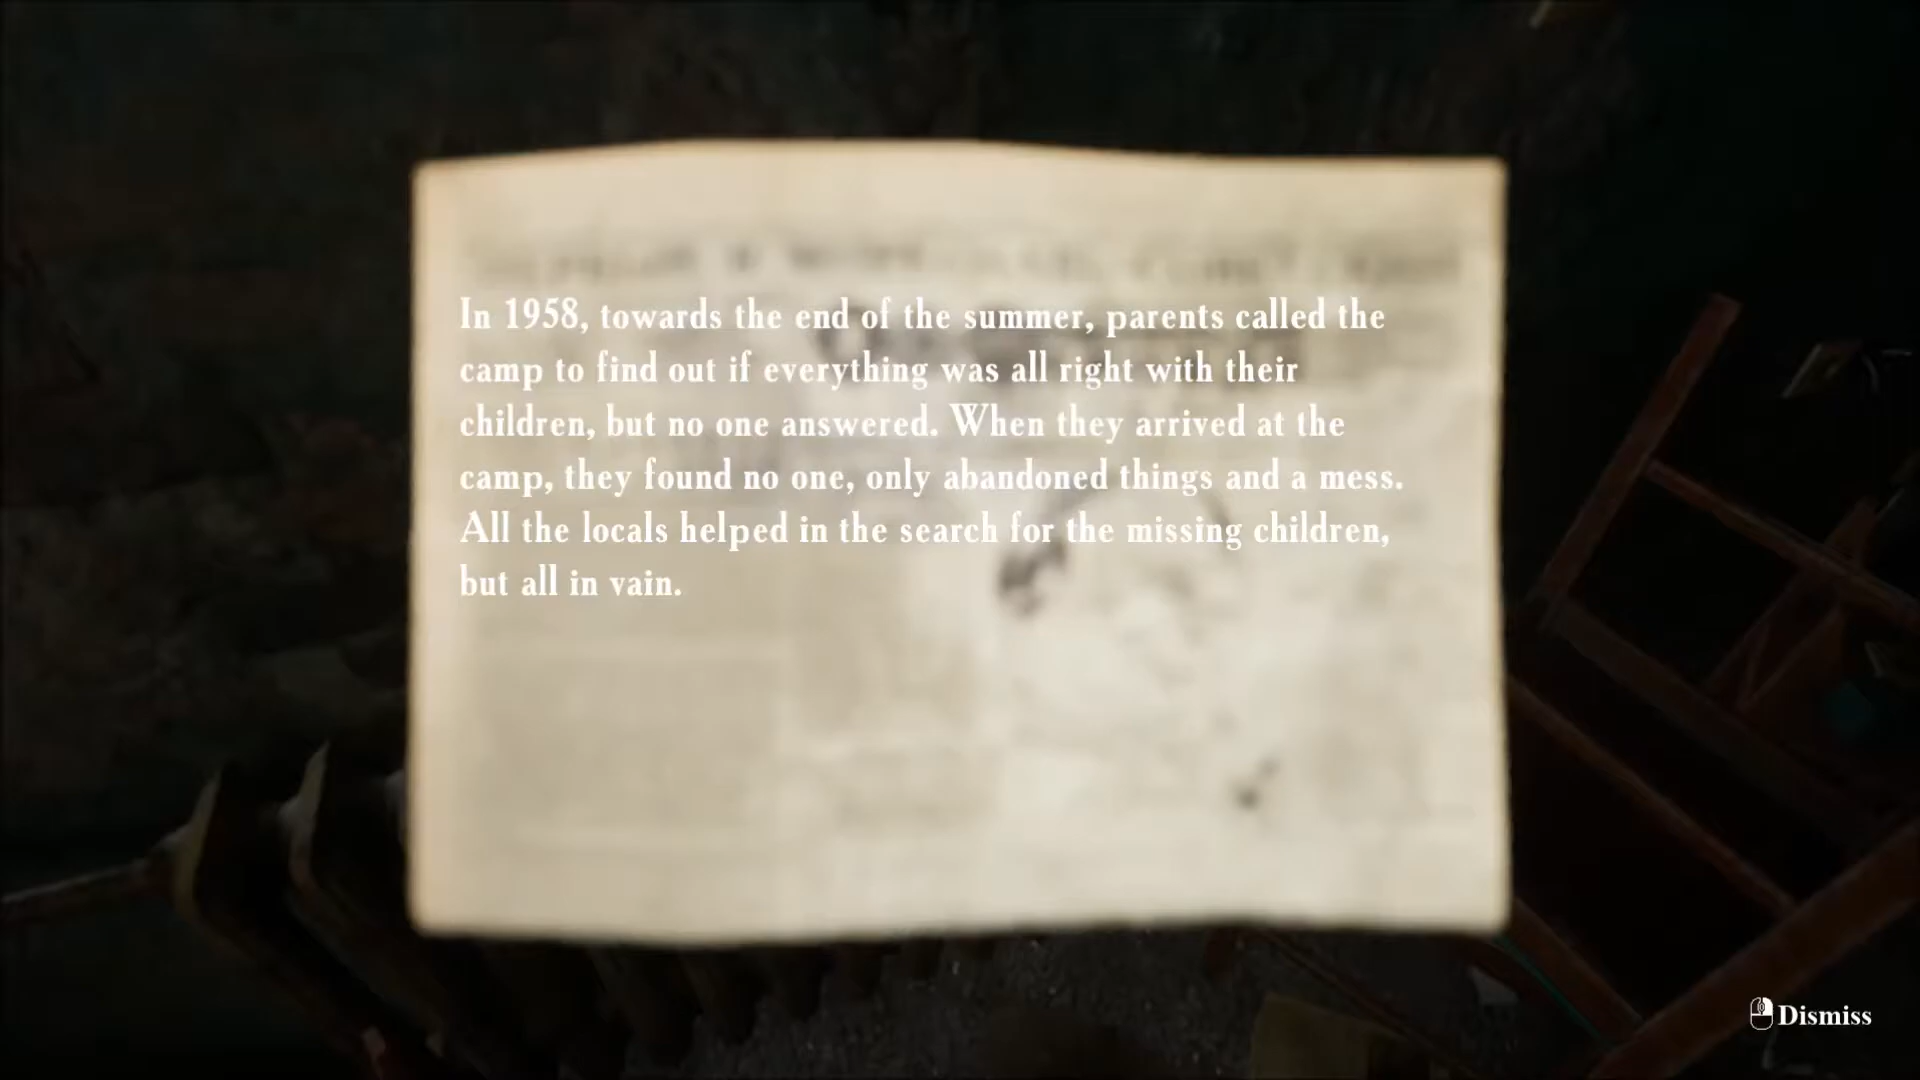 In 1958, towards the end of the summer, parents called the
camp to find out if everything was all right with their
children, but no one answered. When they arrived at the
camp, they found no one, only abandoned things and a mess.
All the locals helped in the search for the missing children,
but all in vain.
Dismiss